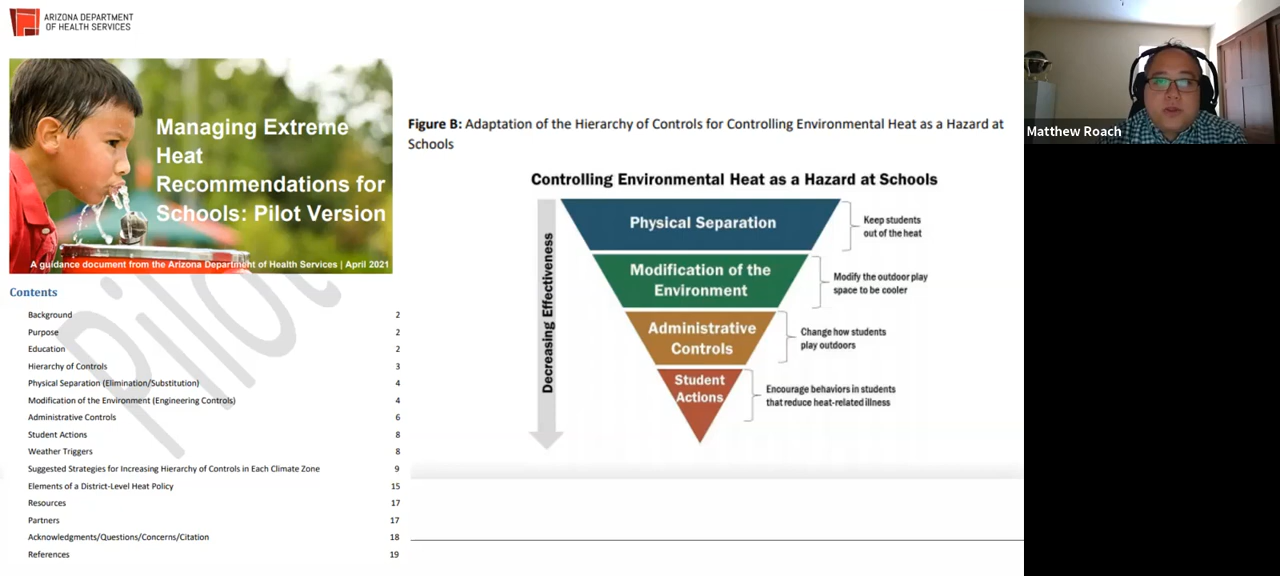 ARIZONA DEPARTMENT
OF HEALTH SERVICES
Managing Extreme
Heat
Recommendations for
Schools: Pilot Version
A guidance document from the Arizona Department of Health Services | April 2021
Contents
Background 2
Purpose 2
Education 2
Hierarchy of Controls 3
Physical Separation (Elimination/Substitution) 4
Modification of the Environment (Engineering Controls) 4
Administrative Controls 6
Student Actions 8
Weather Triggers 8
Suggested Strategies for Increasing Hierarchy of Controls in Each Climate Zone 9
Elements of a District-Level Heat Policy 15
Resources 17
Partners 17
Acknowledgments/Questions/Concerns/Citation 18
References 19
Pilot
Figure B: Adaptation of the Hierarchy of Controls for Controlling Environmental Heat as a Hazard at
Schools
Controlling Environmental Heat as a Hazard at Schools
Decreasing Effectiveness
Physical Separation
Keep students
out of the heat
Modification of the
Environment
Modify the outdoor play
space to be cooler
Administrative
Controls
Change how students
play outdoors
Student
Actions
Encourage behaviors in students
that reduce heat-related illness
Matthew Roach